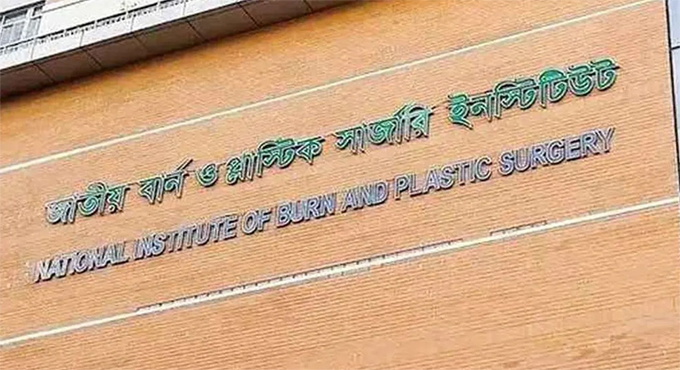 জাতীয় বার্ন ও প্লাস্টিক সার্জারি ইনস্টিটিউট
NATIONAL INSTITUTE OF BURN AND PLASTIC SURGERY